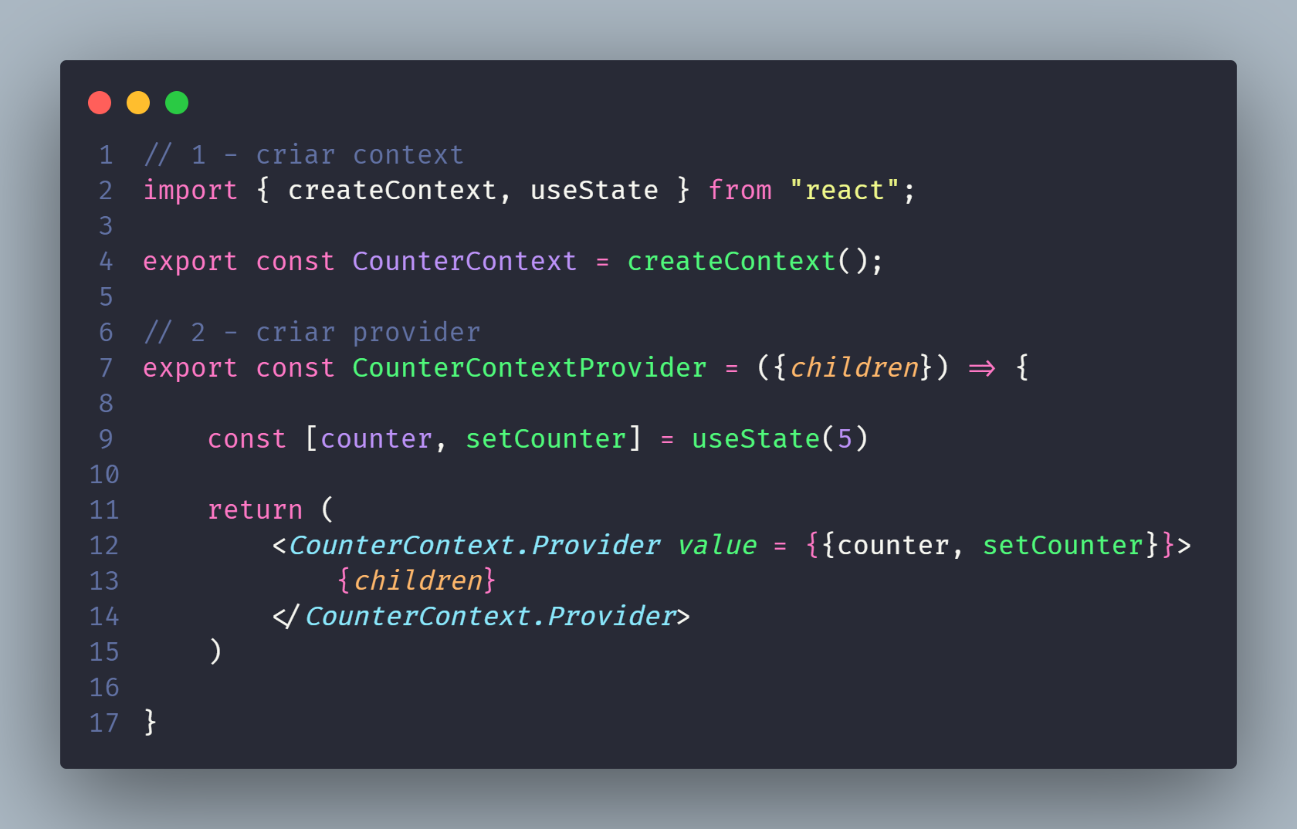 1 // 1 - criar context
2 import { createContext, useState } from "react";
3
4 export const CounterContext = createContext();
5
6 // 2 - criar provider
7 export const CounterContextProvider = ({children}) => {
8
9     const [counter, setCounter] = useState(5)
10
11     return (
12         <CounterContext.Provider value = {{counter, setCounter}}>
13             {children}
14         </CounterContext.Provider>
15     )
16
17 }